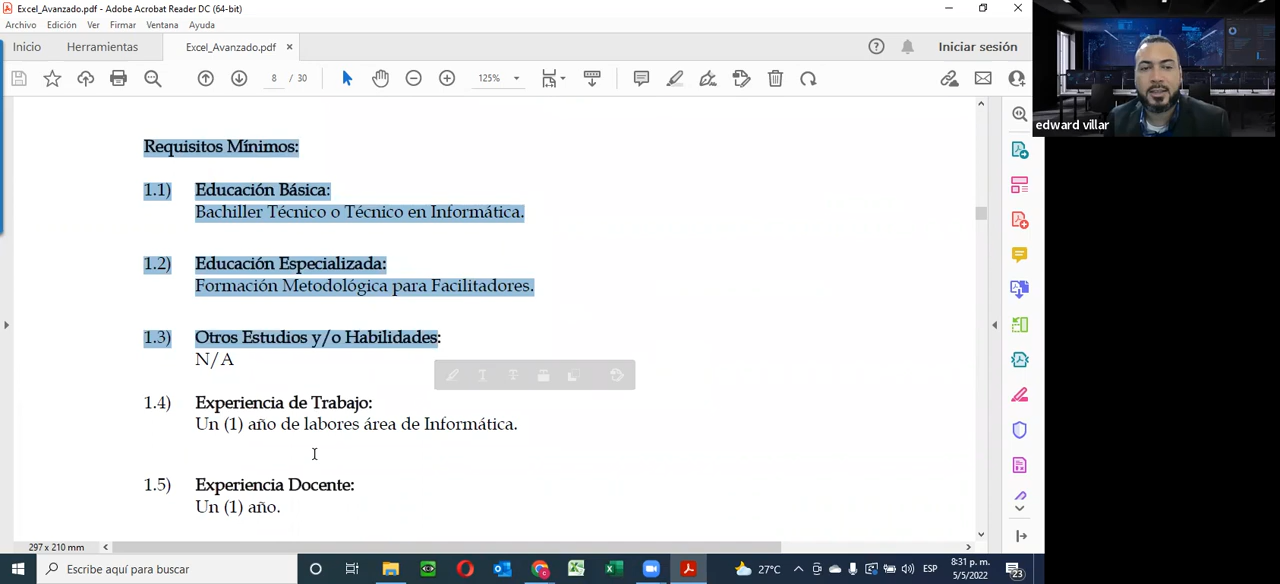 Excel_Avanzado.pdf - Adobe Acrobat Reader DC (64-bit)
Archivo Edición Ver Firmar Ventana Ayuda
Inicio Herramientas Excel_Avanzado.pdf × Iniciar sesión
8 / 30 125%
edward villar
Requisitos Mínimos:
1.1) Educación Básica:
Bachiller Técnico o Técnico en Informática.
1.2) Educación Especializada:
Formación Metodológica para Facilitadores.
1.3) Otros Estudios y/o Habilidades:
N/A
1.4) Experiencia de Trabajo:
Un (1) año de labores área de Informática.
1.5) Experiencia Docente:
Un (1) año.
297 x 210 mm
Escribe aquí para buscar
27°C
ESP
8:31 p. m.
5/5/2022
23